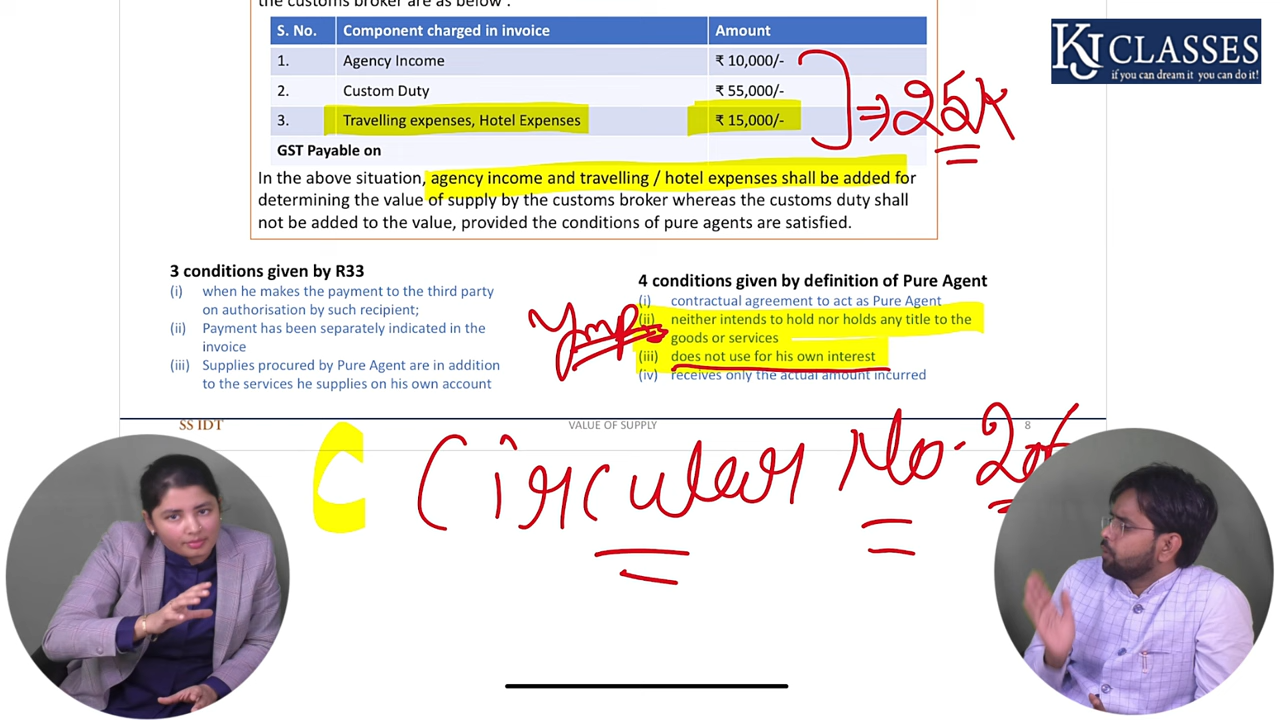 the customs broker are as below :
S. No. Component charged in invoice Amount
1. Agency Income ₹ 10,000/-
2. Custom Duty ₹ 55,000/-
3. Travelling expenses, Hotel Expenses ₹ 15,000/-
GST Payable on
⇒ 25k
KJ CLASSES
if you can dream it you can do it!
In the above situation, agency income and travelling / hotel expenses shall be added for
determining the value of supply by the customs broker whereas the customs duty shall
not be added to the value, provided the conditions of pure agents are satisfied.
3 conditions given by R33
(i) when he makes the payment to the third party
on authorisation by such recipient;
(ii) Payment has been separately indicated in the
invoice
(iii) Supplies procured by Pure Agent are in addition
to the services he supplies on his own account
4 conditions given by definition of Pure Agent
(i) contractual agreement to act as Pure Agent
(ii) neither intends to hold nor holds any title to the
goods or services
(iii) does not use for his own interest
(iv) receives only the actual amount incurred
Imp.
SS IDT VALUE OF SUPPLY 8
C
Circular No.